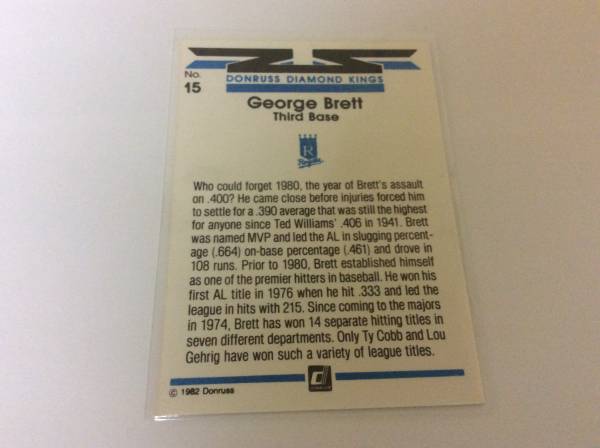 No.
15
DONRUSS DIAMOND KINGS
George Brett
Third Base
R
Royals
Who could forget 1980, the year of Brett's assault
on .400? He came close before injuries forced him
to settle for a .390 average that was still the highest
for anyone since Ted Williams' .406 in 1941. Brett
was named MVP and led the AL in slugging percent-
age (.664) on-base percentage (.461) and drove in
108 runs. Prior to 1980, Brett established himself
as one of the premier hitters in baseball. He won his
first AL title in 1976 when he hit .333 and led the
league in hits with 215. Since coming to the majors
in 1974, Brett has won 14 separate hitting titles in
seven different departments. Only Ty Cobb and Lou
Gehrig have won such a variety of league titles.
© 1982 Donruss